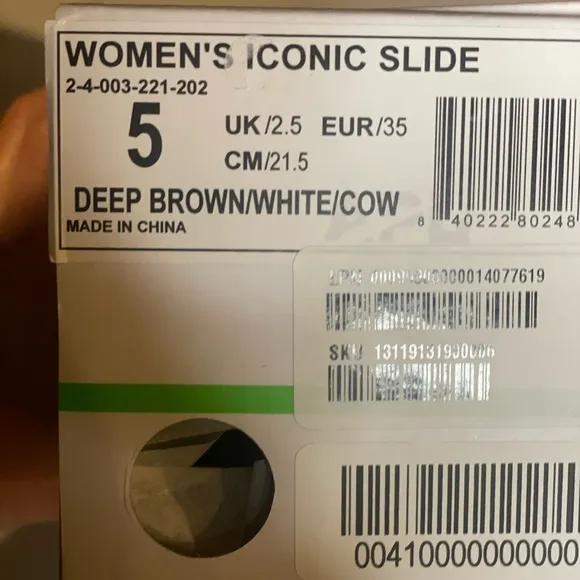 WOMEN'S ICONIC SLIDE
2-4-003-221-202
5
UK/2.5 EUR/35
CM/21.5
DEEP BROWN/WHITE/COW
MADE IN CHINA
8 40222 80248
LPN
SKU
00410000000000